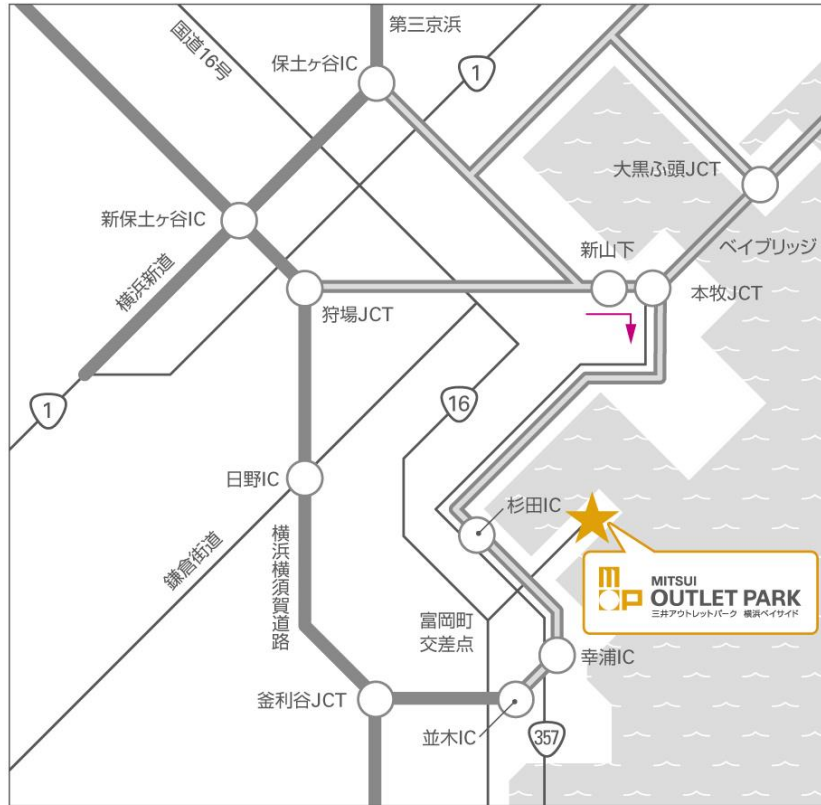 国道16号
第三京浜
保土ヶ谷IC
1
大黒ふ頭JCT
新保土ヶ谷IC
新山下
ベイブリッジ
横浜新道
本牧JCT
狩場JCT
1
16
日野IC
杉田IC
鎌倉街道
横浜横須賀道路
mop
MITSUI
OUTLET PARK
三井アウトレットパーク 横浜ベイサイド
富岡町
交差点
幸浦IC
釜利谷JCT
並木IC
357